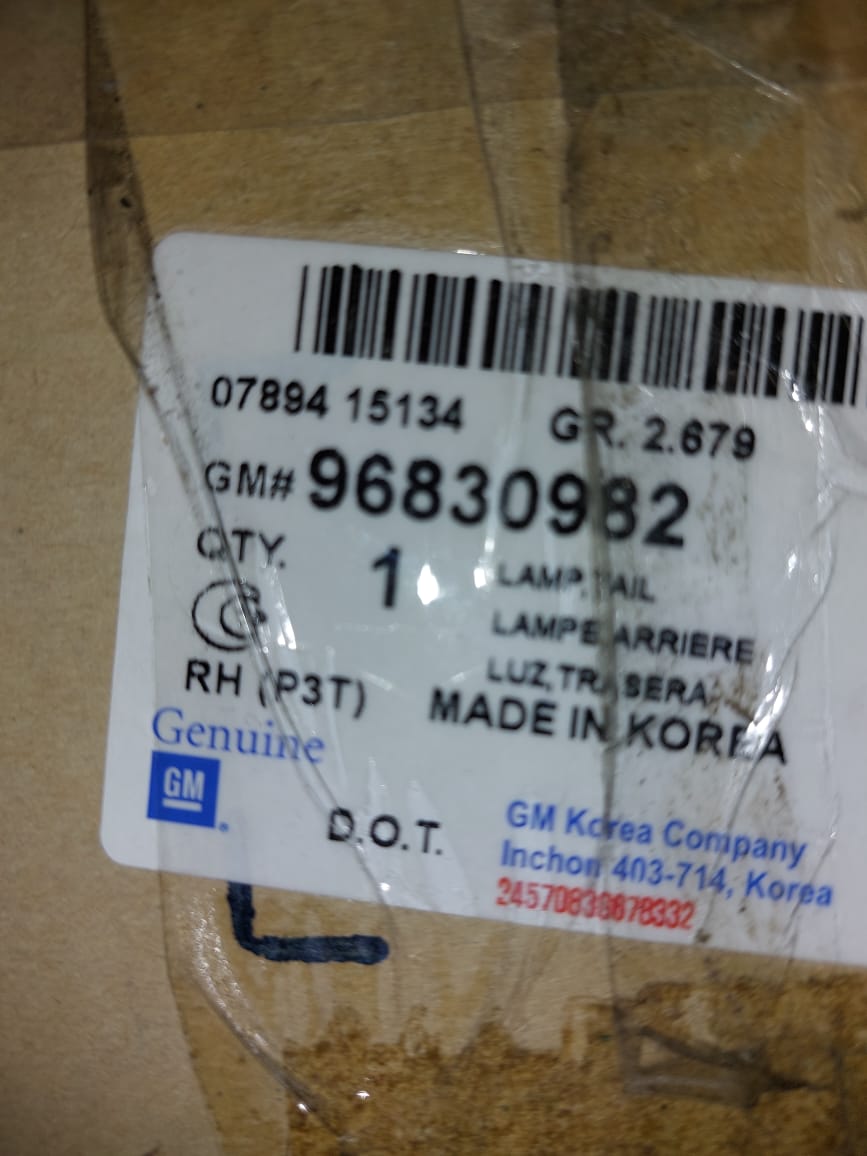 07894 15134 GR. 2.679
GM# 96830982
QTY. 1 LAMP,TAIL
LAMPE ARRIERE
LUZ,TRASERA
RH (P3T)
MADE IN KOREA
Genuine
GM
D.O.T.
GM Korea Company
Inchon 403-714, Korea
L